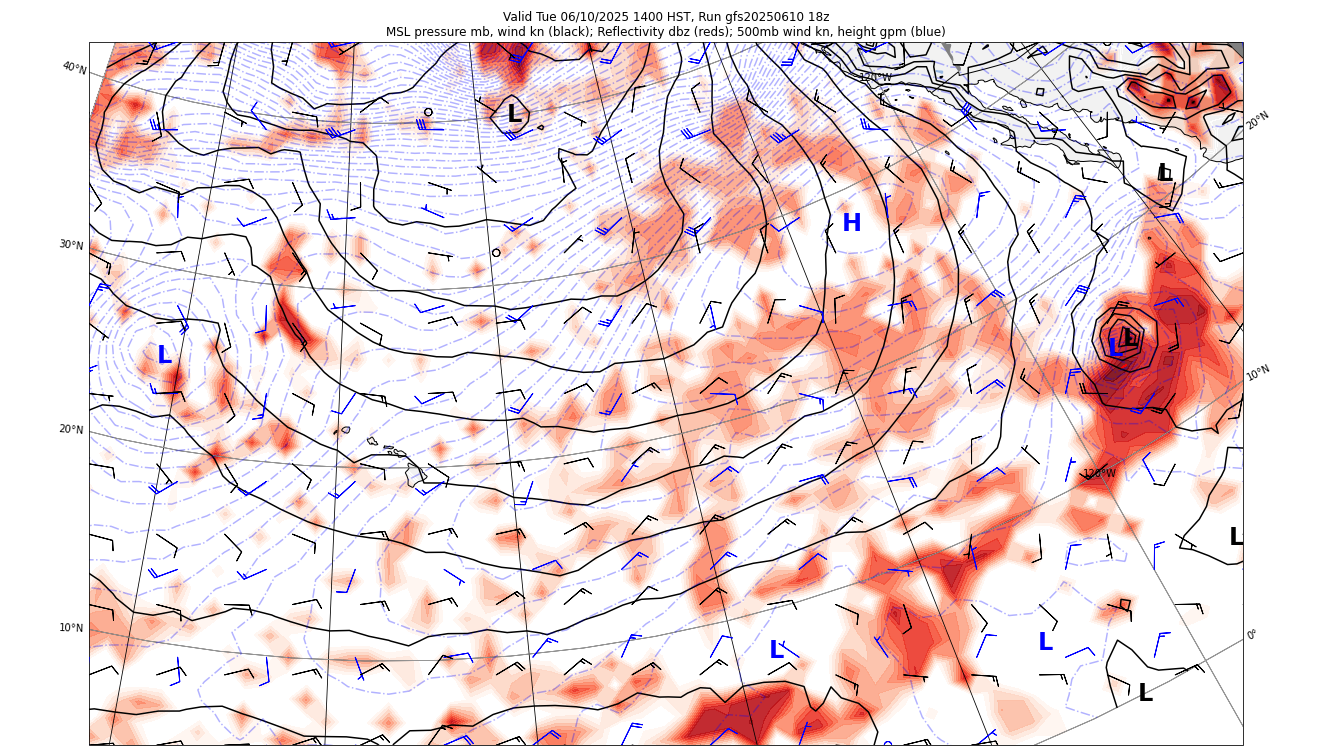 Valid Tue 06/10/2025 1400 HST, Run gfs20250610 18z
MSL pressure mb, wind kn (black); Reflectivity dbz (reds); 500mb wind kn, height gpm (blue)
40°N
120°W
20°N
L
L
H
30°N
L
L
L
10°N
20°N
120°W
L
10°N
0°
L
L
L